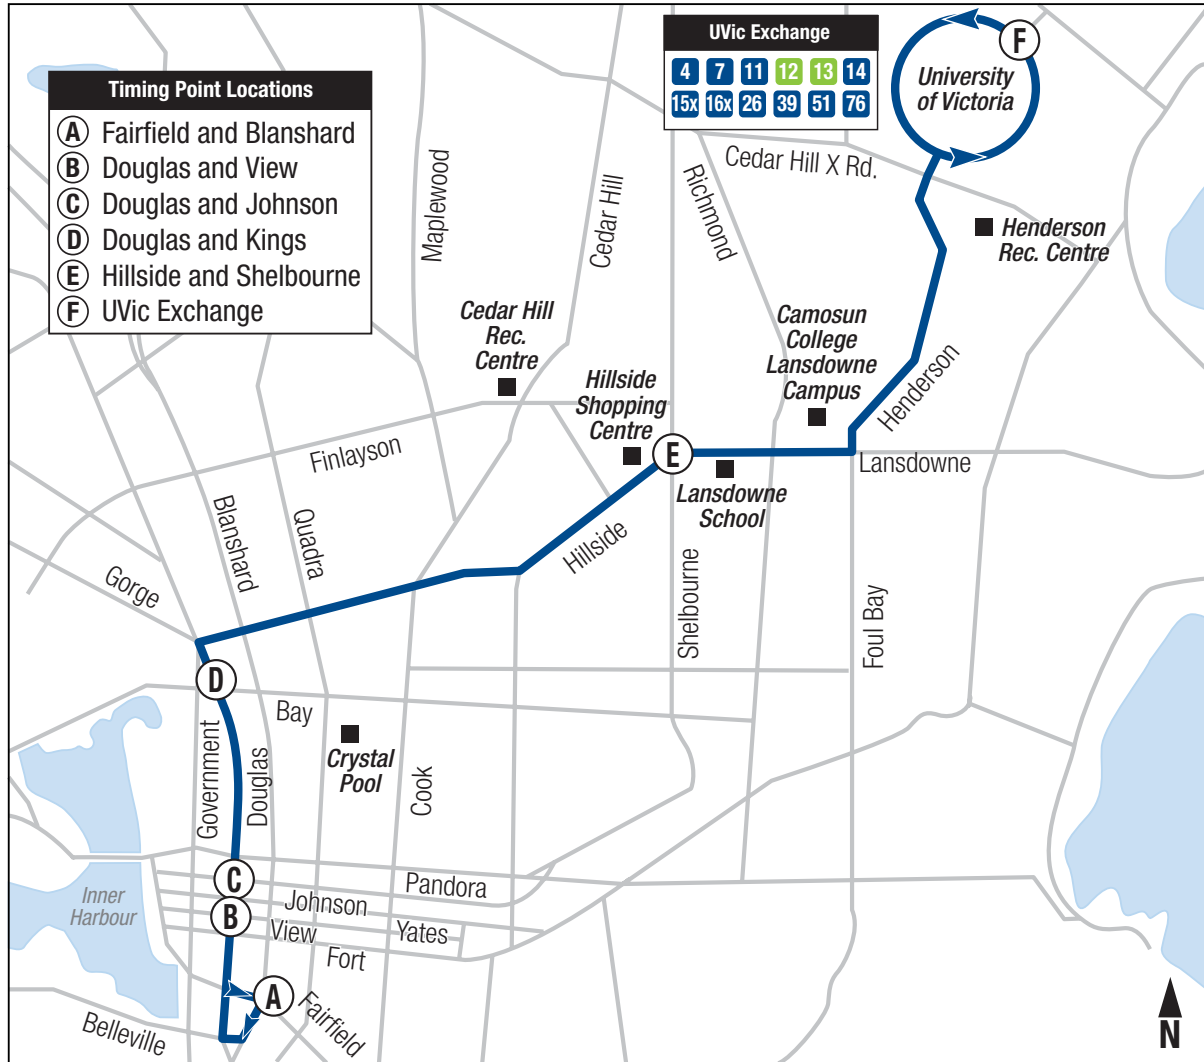 Timing Point Locations
A Fairfield and Blanshard
B Douglas and View
C Douglas and Johnson
D Douglas and Kings
E Hillside and Shelbourne
F UVic Exchange
UVic Exchange
4 7 11 12 13 14
15x 16x 26 39 51 76
F
University
of Victoria
Cedar Hill X Rd.
Maplewood
Cedar Hill
Richmond
Henderson
Rec. Centre
Cedar Hill
Rec.
Centre
Camosun
College
Lansdowne
Campus
Hillside
Shopping
Centre
Henderson
Finlayson
E
Lansdowne
Lansdowne
School
Blanshard
Quadra
Hillside
Gorge
Shelbourne
Foul Bay
D
Bay
Government
Douglas
Crystal
Pool
Cook
C
Pandora
Inner
Harbour
Johnson
B
View
Yates
Fort
A
Fairfield
Belleville
N